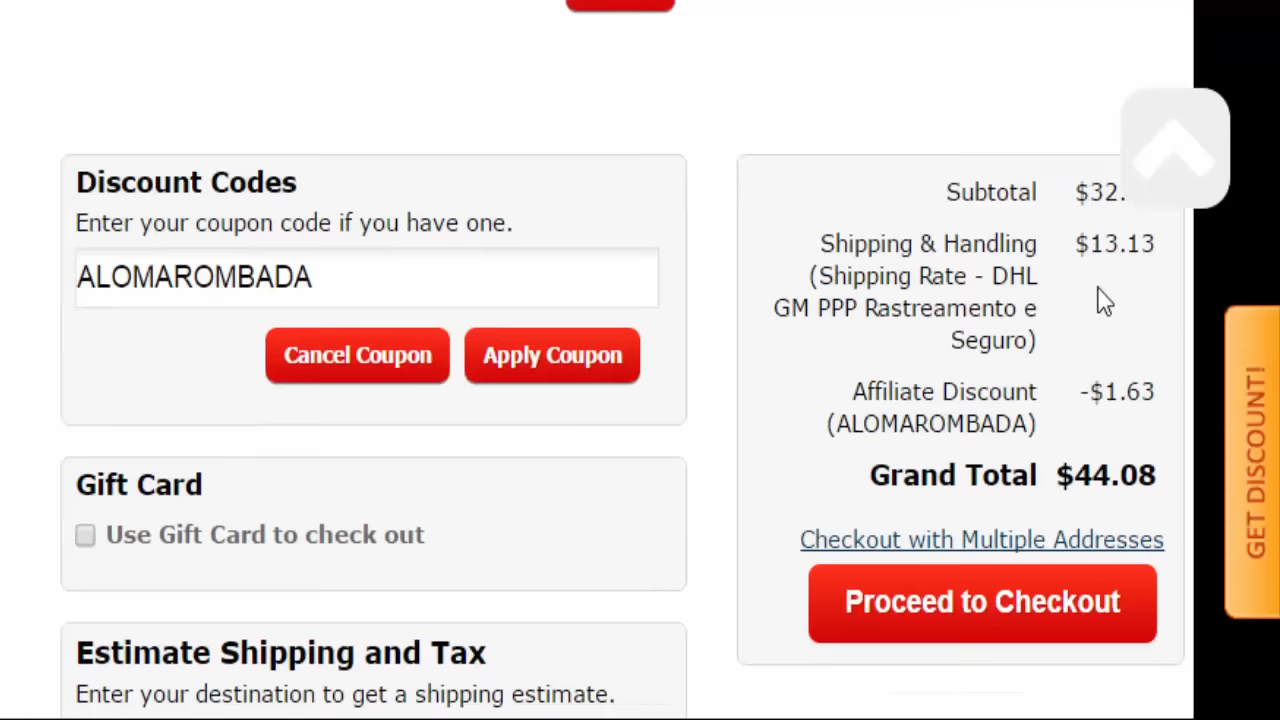 Discount Codes
Enter your coupon code if you have one.
ALOMAROMBADA
Cancel Coupon
Apply Coupon
Gift Card
Use Gift Card to check out
Estimate Shipping and Tax
Enter your destination to get a shipping estimate.
Subtotal $32.
Shipping & Handling $13.13
(Shipping Rate - DHL
GM PPP Rastreamento e
Seguro)
Affiliate Discount -$1.63
(ALOMAROMBADA)
Grand Total $44.08
Checkout with Multiple Addresses
Proceed to Checkout
GET DISCOUNT!